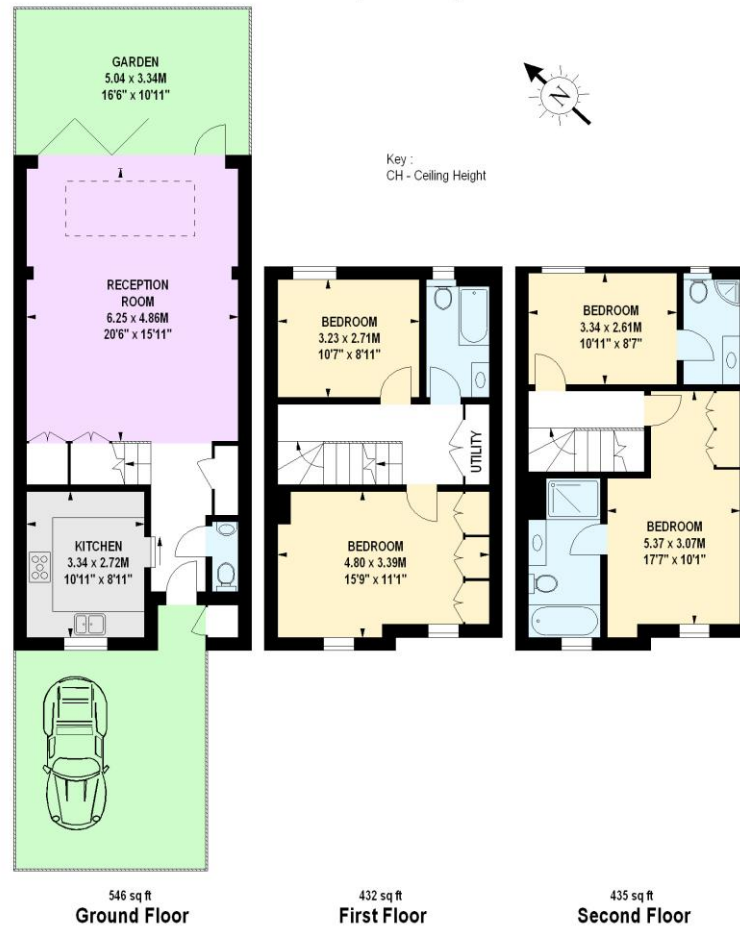 GARDEN
5.04 x 3.34M
16'6" x 10'11"
N
Key :
CH - Ceiling Height
RECEPTION
ROOM
6.25 x 4.86M
20'6" x 15'11"
KITCHEN
3.34 x 2.72M
10'11" x 8'11"
546 sq ft
Ground Floor
BEDROOM
3.23 x 2.71M
10'7" x 8'11"
UTILITY
BEDROOM
4.80 x 3.39M
15'9" x 11'1"
432 sq ft
First Floor
BEDROOM
3.34 x 2.61M
10'11" x 8'7"
BEDROOM
5.37 x 3.07M
17'7" x 10'1"
435 sq ft
Second Floor